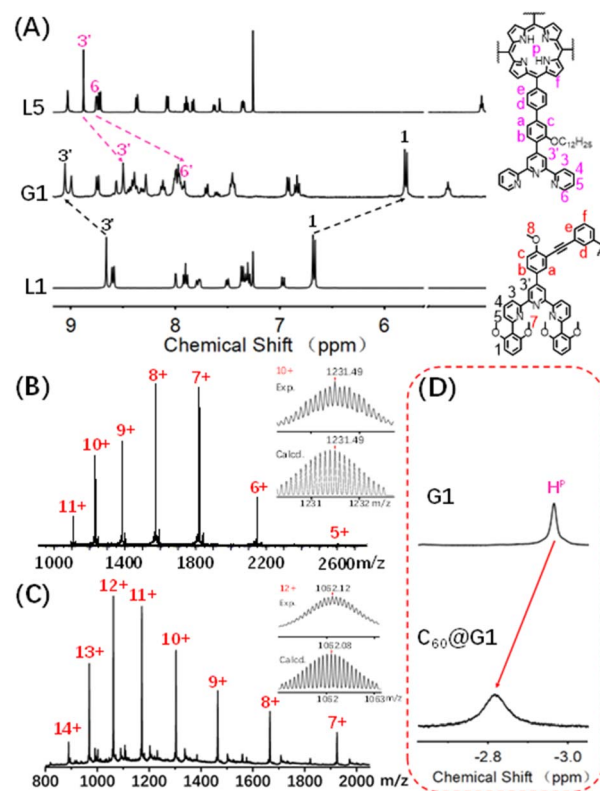 (A)
3'
6
L5
3'
3'
6'
1
G1
3'
1
L1
9 8 7 6
Chemical Shift (ppm)
NH N
p
N HN
f
e
d
a c
b OC12H25
3'
3
4
5
N N N 6
8
O
f
e
c d
b a
3'
3
4
5 N N N
7
O O O O
1
(B)
8+
7+
10+ 9+
11+ 6+
5+
1000 1400 1800 2200 2600 m/z
10+ 1231.49
Exp.
1231.49
Calcd.
1231 1232 m/z
(C)
12+
11+
13+ 10+
9+
14+ 8+
7+
800 1000 1200 1400 1600 1800 2000 m/z
12+ 1062.12
Exp.
1062.08
Calcd.
1062 1063 m/z
(D)
G1
Hp
C60@G1
-2.8 -3.0
Chemical Shift (ppm)